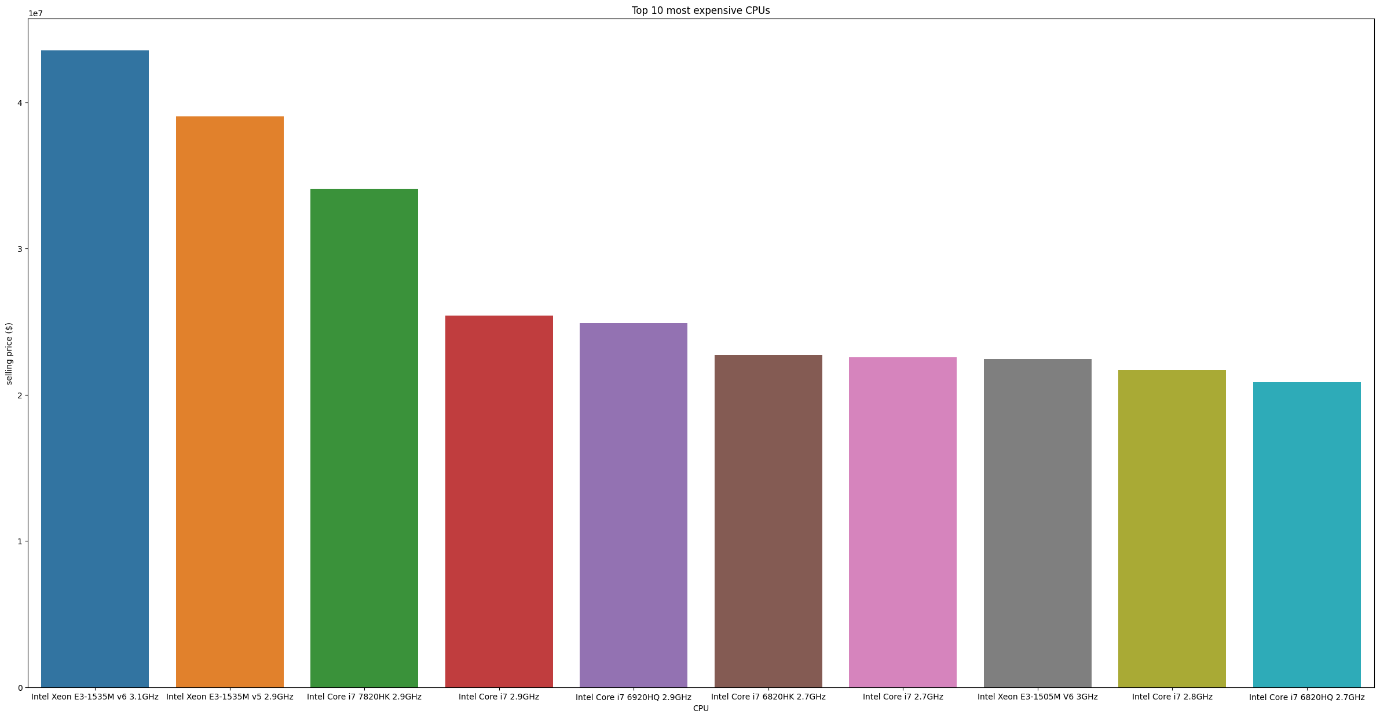 Top 10 most expensive CPUs
1e7
4
3
2
1
0
selling price ($)
Intel Xeon E3-1535M v6 3.1GHz
Intel Xeon E3-1535M v5 2.9GHz
Intel Core i7 7820HK 2.9GHz
Intel Core i7 2.9GHz
Intel Core i7 6920HQ 2.9GHz
Intel Core i7 6820HK 2.7GHz
Intel Core i7 2.7GHz
Intel Xeon E3-1505M V6 3GHz
Intel Core i7 2.8GHz
Intel Core i7 6820HQ 2.7GHz
CPU